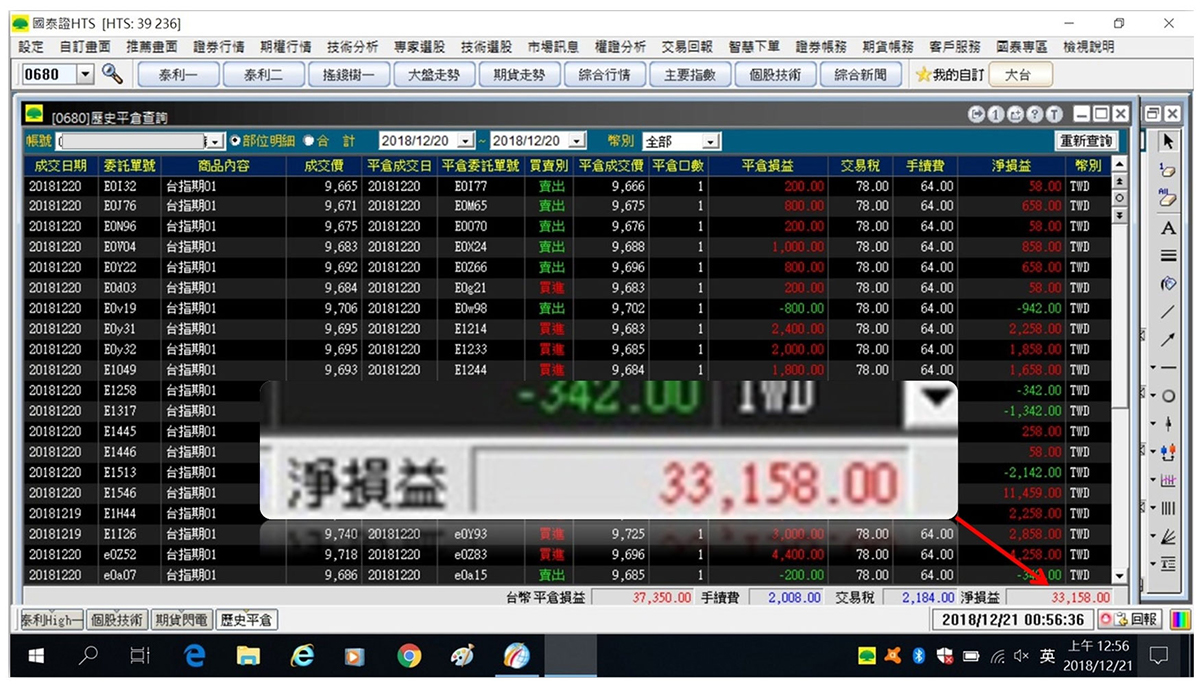 國泰證HTS [HTS: 39 236]
設定 自訂畫面 推薦畫面 證券行情 期權行情 技術分析 專家選股 技術選股 市場訊息 權證分析 交易回報 智慧下單 證券帳務 期貨帳務 客戶服務 國泰專區 檢視說明
0680 泰利一 泰利二 搖錢樹一 大盤走勢 期貨走勢 綜合行情 主要指數 個股技術 綜合新聞 我的自訂 大台
[0680]歷史平倉查詢
帳號 部位明細 合 計 2018/12/20 ~ 2018/12/20 幣別 全部 重新查詢
成交日期 委託單號 商品內容 成交價 平倉成交日 平倉委託單號 買賣別 平倉成交價 平倉口數 平倉損益 交易稅 手續費 淨損益 幣別
20181220 E0I32 台指期01 9,665 20181220 E0I77 賣出 9,666 1 200.00 78.00 64.00 58.00 TWD
20181220 E0J76 台指期01 9,671 20181220 E0M65 賣出 9,675 1 800.00 78.00 64.00 658.00 TWD
20181220 E0N96 台指期01 9,675 20181220 E0O70 賣出 9,676 1 200.00 78.00 64.00 58.00 TWD
20181220 E0V04 台指期01 9,683 20181220 E0X24 賣出 9,688 1 1,000.00 78.00 64.00 858.00 TWD
20181220 E0Y22 台指期01 9,692 20181220 E0Z66 賣出 9,696 1 800.00 78.00 64.00 658.00 TWD
20181220 E0d03 台指期01 9,684 20181220 E0g21 買進 9,683 1 200.00 78.00 64.00 58.00 TWD
20181220 E0v19 台指期01 9,706 20181220 E0w98 賣出 9,702 1 -800.00 78.00 64.00 -942.00 TWD
20181220 E0y31 台指期01 9,695 20181220 E1214 買進 9,683 1 2,400.00 78.00 64.00 2,258.00 TWD
20181220 E0y32 台指期01 9,695 20181220 E1233 買進 9,685 1 2,000.00 78.00 64.00 1,858.00 TWD
20181220 E1049 台指期01 9,693 20181220 E1244 買進 9,684 1 1,800.00 78.00 64.00 1,658.00 TWD
20181220 E1258 台指期01 -342.00 TWD
20181220 E1317 台指期01 -1,342.00 TWD
20181220 E1445 台指期01 258.00 TWD
20181220 E1446 台指期01 58.00 TWD
20181220 E1513 台指期01 -2,142.00 TWD
20181220 E1546 台指期01 11,459.00 TWD
20181219 E1H44 台指期01 2,258.00 TWD
20181219 E1I26 台指期01 9,740 20181220 e0Y93 買進 9,725 1 3,000.00 78.00 64.00 2,858.00 TWD
20181220 e0Z52 台指期01 9,718 20181220 e0Z83 買進 9,696 1 4,400.00 78.00 64.00 4,258.00 TWD
20181220 e0a07 台指期01 9,686 20181220 e0a15 賣出 9,685 1 -200.00 78.00 64.00 TWD
-342.00 TWD
淨損益 33,158.00
台幣平倉損益 37,350.00 手續費 2,008.00 交易稅 2,184.00 淨損益 33,158.00
泰利High一 個股技術 期貨閃電 歷史平倉 2018/12/21 00:56:36 回報
英 上午 12:56
2018/12/21